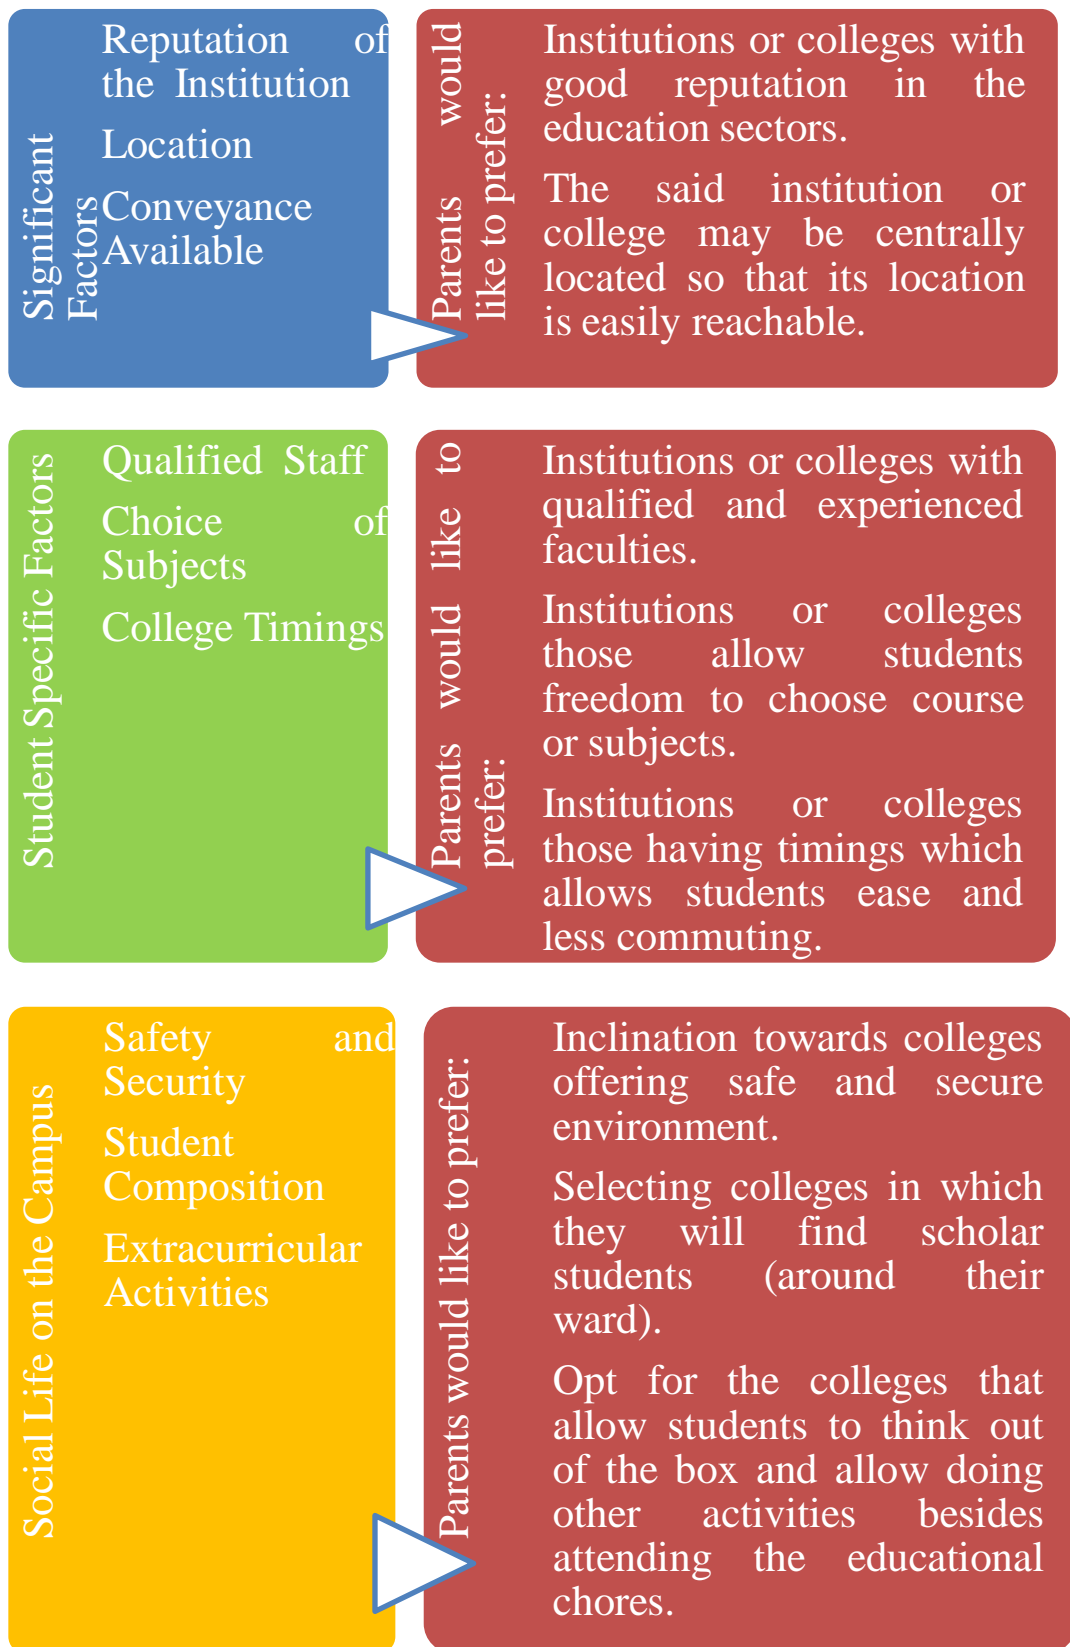 Significant
Factors
Reputation of
the Institution
Location
Conveyance
Available
Parents would
like to prefer:
Institutions or colleges with
good reputation in the
education sectors.
The said institution or
college may be centrally
located so that its location
is easily reachable.
Student Specific Factors
Qualified Staff
Choice of
Subjects
College Timings
Parents would like to
prefer:
Institutions or colleges with
qualified and experienced
faculties.
Institutions or colleges
those allow students
freedom to choose course
or subjects.
Institutions or colleges
those having timings which
allows students ease and
less commuting.
Social Life on the Campus
Safety and
Security
Student
Composition
Extracurricular
Activities
Parents would like to prefer:
Inclination towards colleges
offering safe and secure
environment.
Selecting colleges in which
they will find scholar
students (around their
ward).
Opt for the colleges that
allow students to think out
of the box and allow doing
other activities besides
attending the educational
chores.